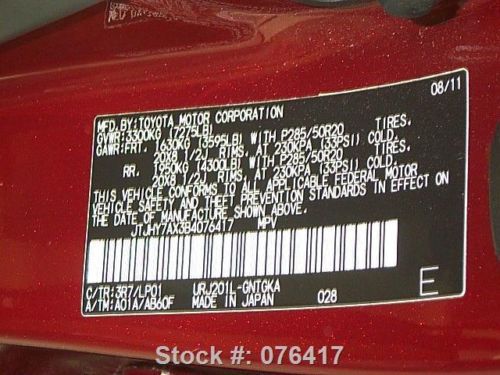 08/11
MFD. BY: TOYOTA MOTOR CORPORATION
GVWR: 3300KG (7275LB)
GAWR: FRT. 1630KG (3595LB) WITH P285/50R20 TIRES.
20X8 1/2J RIMS, AT 230KPA (33PSI) COLD.
RR. 1950KG (4300LB) WITH P285/50R20 TIRES.
20X8 1/2J RIMS, AT 230KPA (33PSI) COLD.
THIS VEHICLE CONFORMS TO ALL APPLICABLE FEDERAL MOTOR
VEHICLE SAFETY AND THEFT PREVENTION STANDARDS IN EFFECT ON
THE DATE OF MANUFACTURE SHOWN ABOVE.
JTJHY7AX3B4076417 MPV
C/TR: 3R7/LP01 URJ201L-GNTGKA
A/TM: A01A/AB60F MADE IN JAPAN 028 E
Stock #: 076417